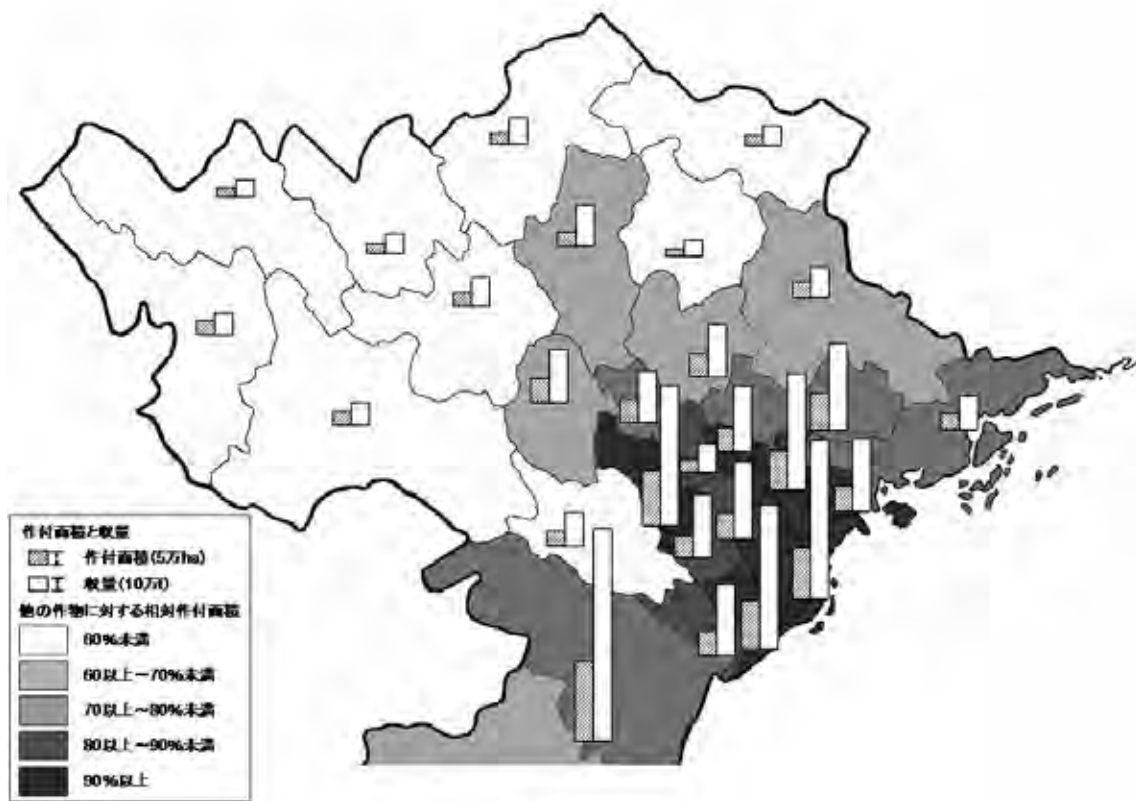 作付面積と収量
作付面積(5万ha)
収量(10万t)
他の作物に対する相対作付面積
60%未満
60以上~70%未満
70以上~80%未満
80以上~90%未満
90%以上